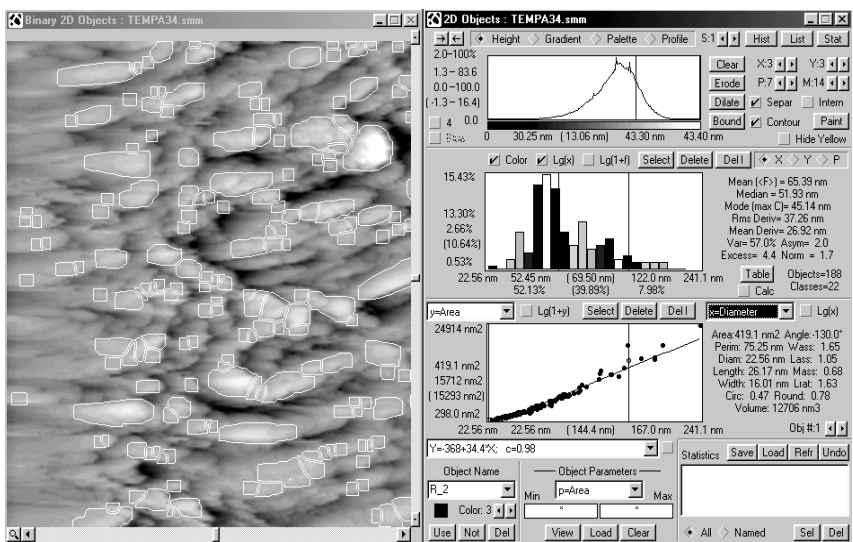 Binary 2D Objects : TEMPA34.smm
2D Objects : TEMPA34.smm
Height Gradient Palette Profile S:1 Hist List Stat
2.0-100%
1.3 - 83.6
0.0-100.0
( -1.3 - 16.4)
4 0.0
0 30.25 nm ( 13.06 nm) 43.30 nm 43.40 nm
Clear X:3 Y:3
Erode P:7 M:14
Dilate Separ Intern
Bound Contour Paint
Hide Yellow
Color Lg(x) Lg(1+f) Select Delete Del I X Y P
15.43%
13.30%
2.66%
(10.64%)
0.53%
22.56 nm 52.45 nm ( 69.50 nm) 122.0 nm 241.1 nm
52.13% (39.89%) 7.98%
Mean (<F>) = 65.39 nm
Median = 51.93 nm
Mode (max C)= 45.14 nm
Rms Deriv= 37.26 nm
Mean Deriv= 26.92 nm
Var= 57.0% Asym= 2.0
Excess= 4.4 Norm = 1.7
Table Objects=188
Calc Classes=22
y=Area Lg(1+y) Select Delete Del I x=Diameter Lg(x)
24914 nm2
419.1 nm2
15712 nm2
(15293 nm2)
298.0 nm2
22.56 nm 22.56 nm ( 144.4 nm) 167.0 nm 241.1 nm
Area:419.1 nm2 Angle:-130.0°
Perim: 75.25 nm Wass: 1.65
Diam: 22.56 nm Lass: 1.05
Length: 26.17 nm Mass: 0.68
Width: 16.01 nm Lrat: 1.63
Circ: 0.47 Round: 0.78
Volume: 12706 nm3
Obj #:1
Y=-368+34.4*X; c=0.98
Object Name
R_2
Color: 3
Use Not Del
Object Parameters
Min p=Area Max
* *
View Load Clear
Statistics Save Load Refr Undo
All Named Sel Del